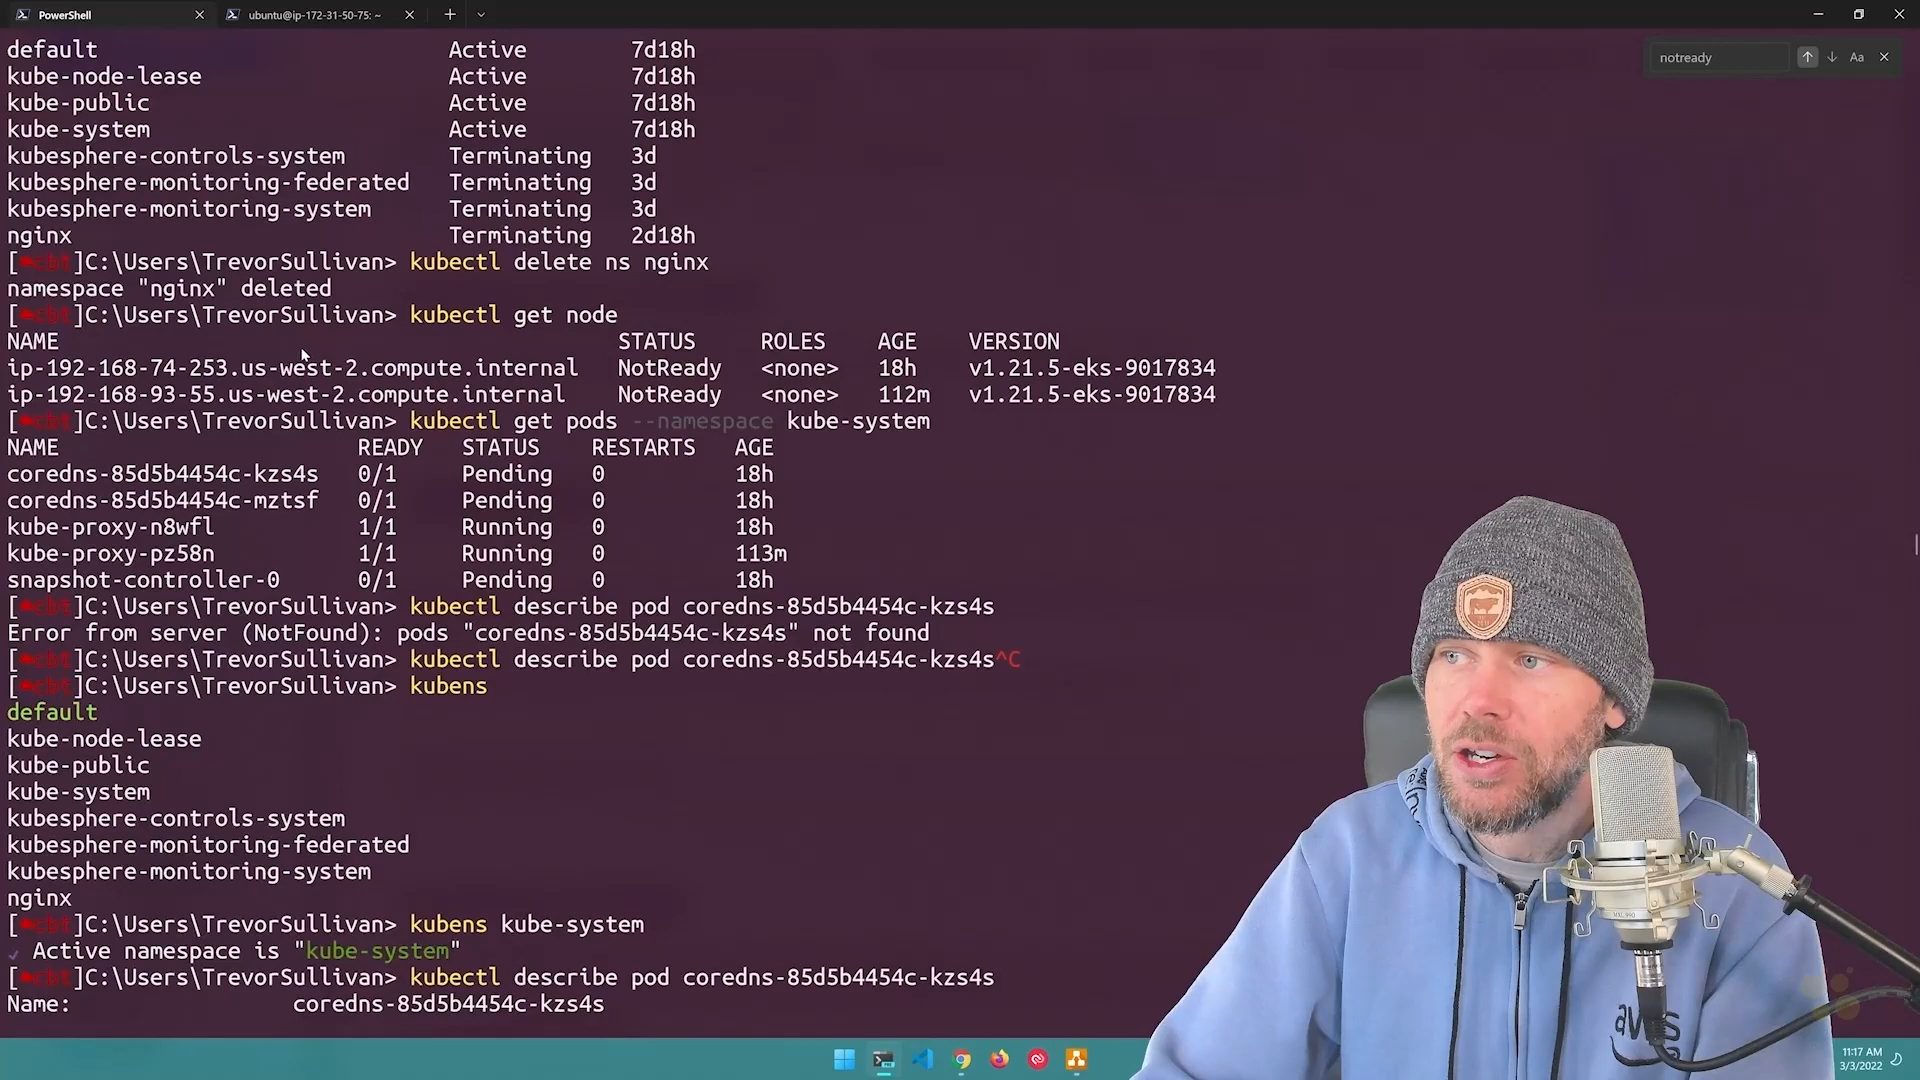 PowerShell
ubuntu@ip-172-31-50-75: ~
notready
Aa
default Active 7d18h
kube-node-lease Active 7d18h
kube-public Active 7d18h
kube-system Active 7d18h
kubesphere-controls-system Terminating 3d
kubesphere-monitoring-federated Terminating 3d
kubesphere-monitoring-system Terminating 3d
nginx Terminating 2d18h
[cbt]C:\Users\TrevorSullivan> kubectl delete ns nginx
namespace "nginx" deleted
[cbt]C:\Users\TrevorSullivan> kubectl get node
NAME STATUS ROLES AGE VERSION
ip-192-168-74-253.us-west-2.compute.internal NotReady <none> 18h v1.21.5-eks-9017834
ip-192-168-93-55.us-west-2.compute.internal NotReady <none> 112m v1.21.5-eks-9017834
[cbt]C:\Users\TrevorSullivan> kubectl get pods --namespace kube-system
NAME READY STATUS RESTARTS AGE
coredns-85d5b4454c-kzs4s 0/1 Pending 0 18h
coredns-85d5b4454c-mztsf 0/1 Pending 0 18h
kube-proxy-n8wfl 1/1 Running 0 18h
kube-proxy-pz58n 1/1 Running 0 113m
snapshot-controller-0 0/1 Pending 0 18h
[cbt]C:\Users\TrevorSullivan> kubectl describe pod coredns-85d5b4454c-kzs4s
Error from server (NotFound): pods "coredns-85d5b4454c-kzs4s" not found
[cbt]C:\Users\TrevorSullivan> kubectl describe pod coredns-85d5b4454c-kzs4s^C
[cbt]C:\Users\TrevorSullivan> kubens
default
kube-node-lease
kube-public
kube-system
kubesphere-controls-system
kubesphere-monitoring-federated
kubesphere-monitoring-system
nginx
[cbt]C:\Users\TrevorSullivan> kubens kube-system
✓ Active namespace is "kube-system"
[cbt]C:\Users\TrevorSullivan> kubectl describe pod coredns-85d5b4454c-kzs4s
Name: coredns-85d5b4454c-kzs4s
aws
11:17 AM
3/3/2022